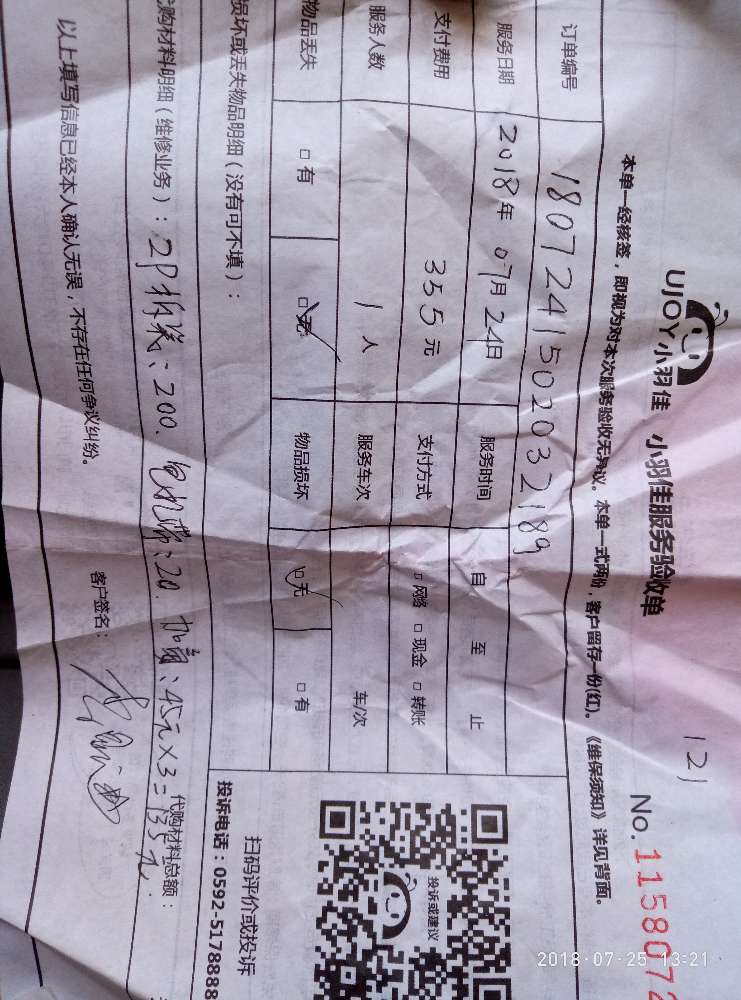 UJOY小羽佳 小羽佳服务验收单
(2)
No. 1158072
本单一经核签，即视为对本次服务验收无异议。本单一式两份，客户留存一份(红)。《维保须知》详见背面。
订单编号 1807241502032189
服务日期 2018年 07月 24日 服务时间 自 至 止
支付费用 355元 支付方式 □网络 □现金 □转账
服务人数 1人 服务车次 车/次
物品丢失 □有 □无 物品损坏 □无 □有
损坏或丢失物品明细（没有可不填）：
购材料明细（维修业务）：2P拆装：200. 加氟：45元×3=135元 代购材料总额：
以上填写信息已经本人确认无误，不存在任何争议纠纷。
客户签名：
投诉或建议
扫码评价或投诉
投诉电话：0592-5178888
2018-07-25 13:21